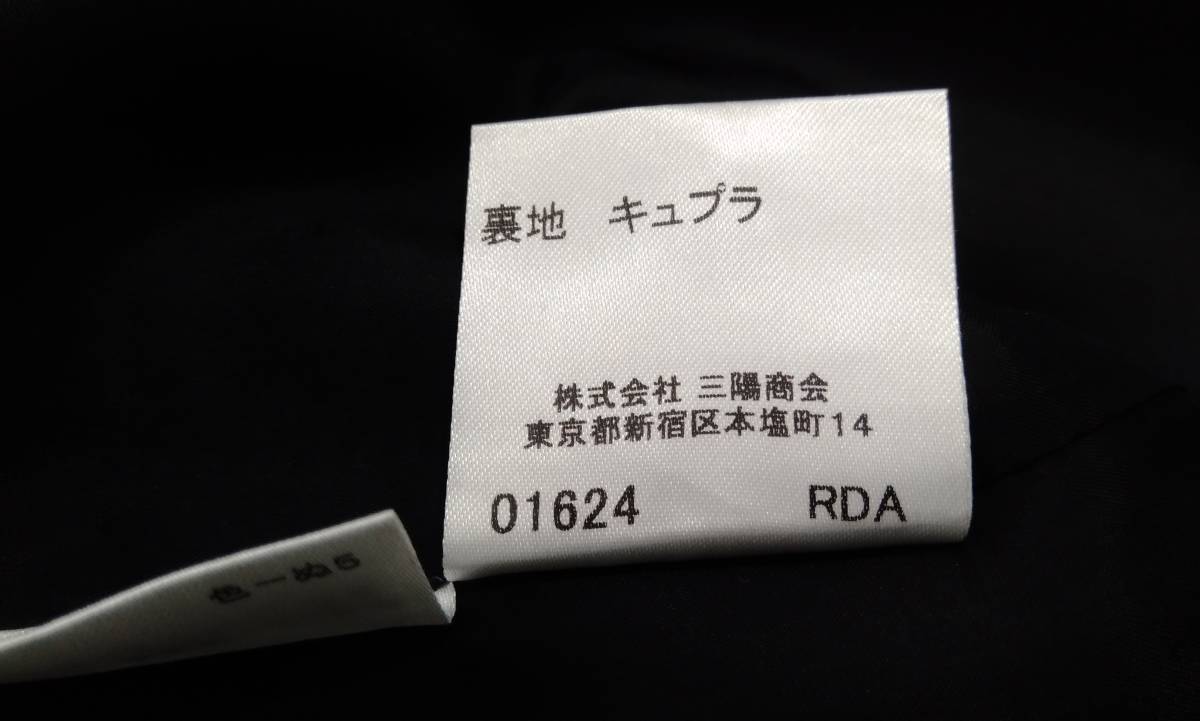 裏地　キュプラ
株式会社 三陽商会
東京都新宿区本塩町14
01624 RDA